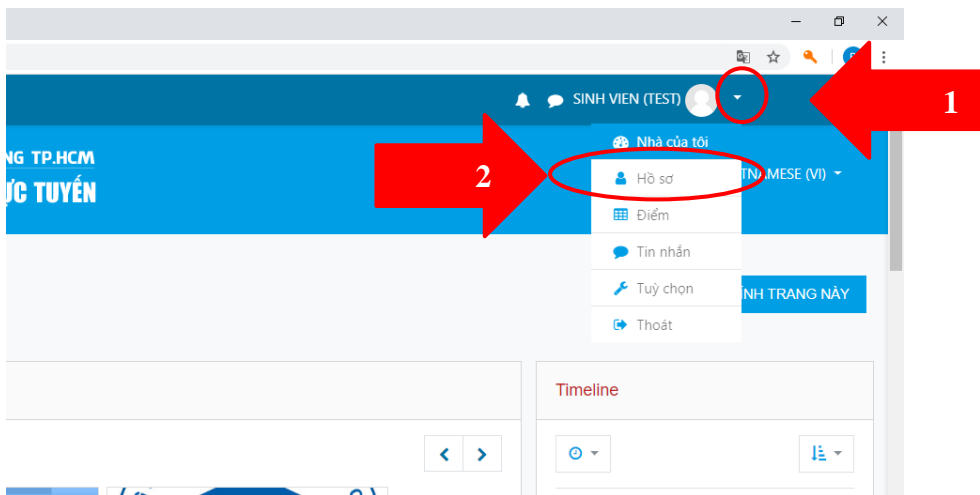 SINH VIEN (TEST)
1
Nhà của tôi
NG TP.HCM
ỰC TUYẾN
2
Hồ sơ
TNAMESE (VI)
Điểm
Tin nhắn
Tuỳ chọn
ỈNH TRANG NÀY
Thoát
Timeline